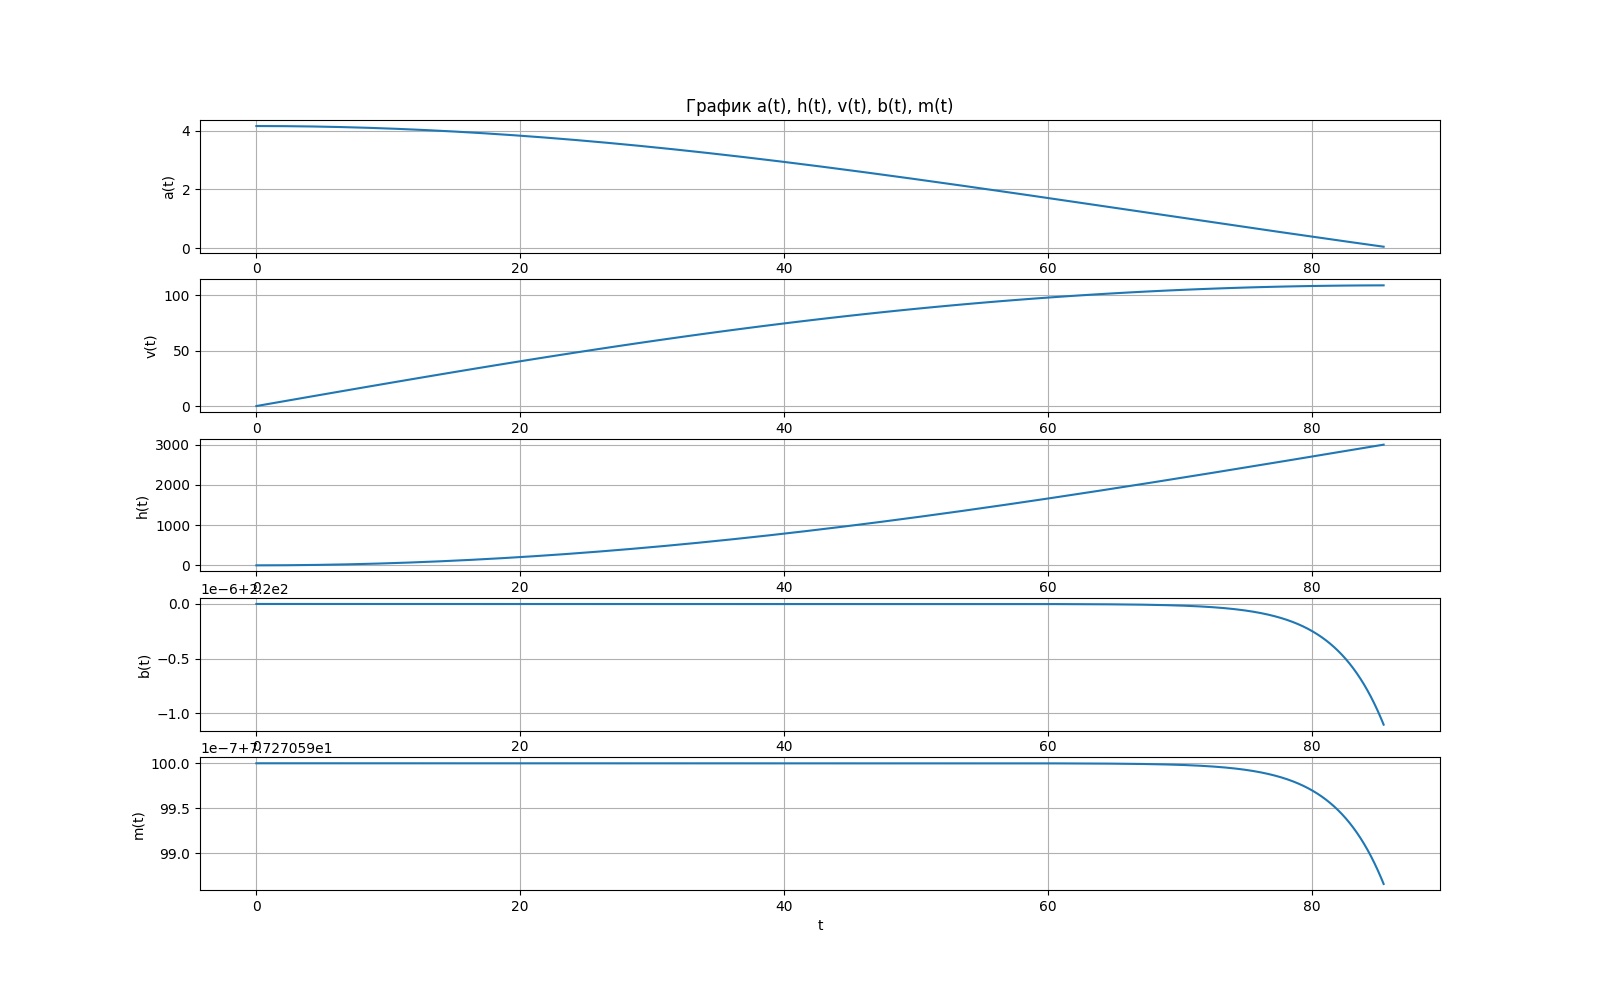 График a(t), h(t), v(t), b(t), m(t)
a(t)
4
2
0
0 20 40 60 80
v(t)
100
50
0
0 20 40 60 80
h(t)
3000
2000
1000
0
0 20 40 60 80
1e−6+2.2e2
b(t)
0.0
−0.5
−1.0
0 20 40 60 80
1e−7+7.727059e1
m(t)
100.0
99.5
99.0
0 20 40 60 80
t